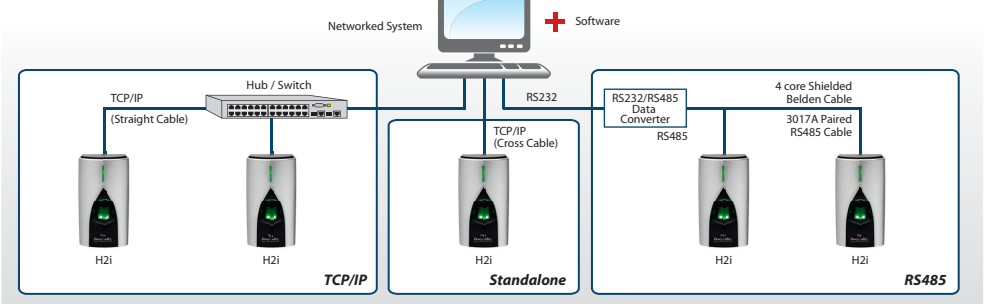 Networked System
Software
Hub / Switch
TCP/IP
(Straight Cable)
H2i
H2i
TCP/IP
TCP/IP
(Cross Cable)
H2i
Standalone
RS232
RS232/RS485
Data
Converter
RS485
4 core Shielded
Belden Cable
3017A Paired
RS485 Cable
H2i
H2i
RS485